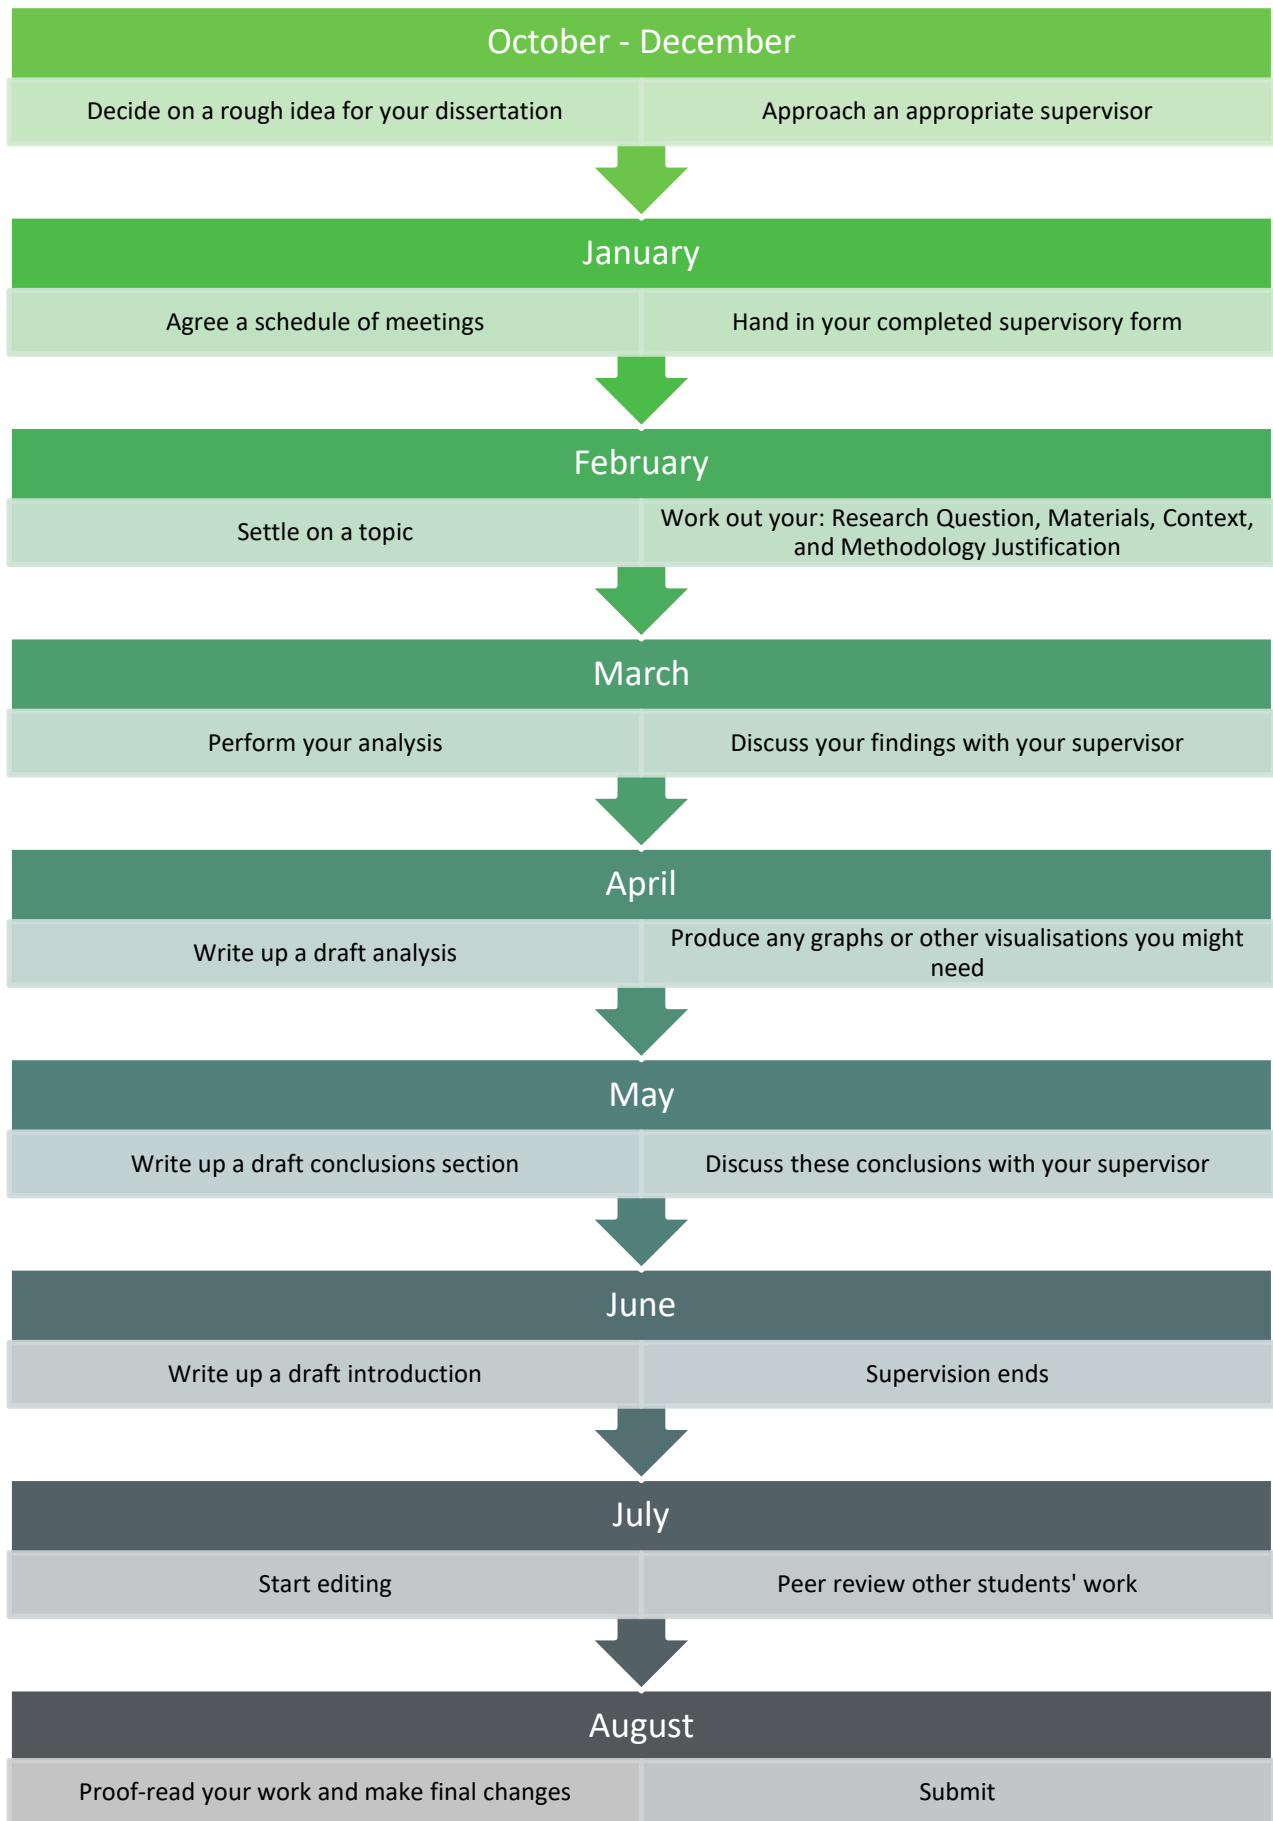 October - December
Decide on a rough idea for your dissertation
Approach an appropriate supervisor
January
Agree a schedule of meetings
Hand in your completed supervisory form
February
Settle on a topic
Work out your: Research Question, Materials, Context,
and Methodology Justification
March
Perform your analysis
Discuss your findings with your supervisor
April
Write up a draft analysis
Produce any graphs or other visualisations you might
need
May
Write up a draft conclusions section
Discuss these conclusions with your supervisor
June
Write up a draft introduction
Supervision ends
July
Start editing
Peer review other students' work
August
Proof-read your work and make final changes
Submit